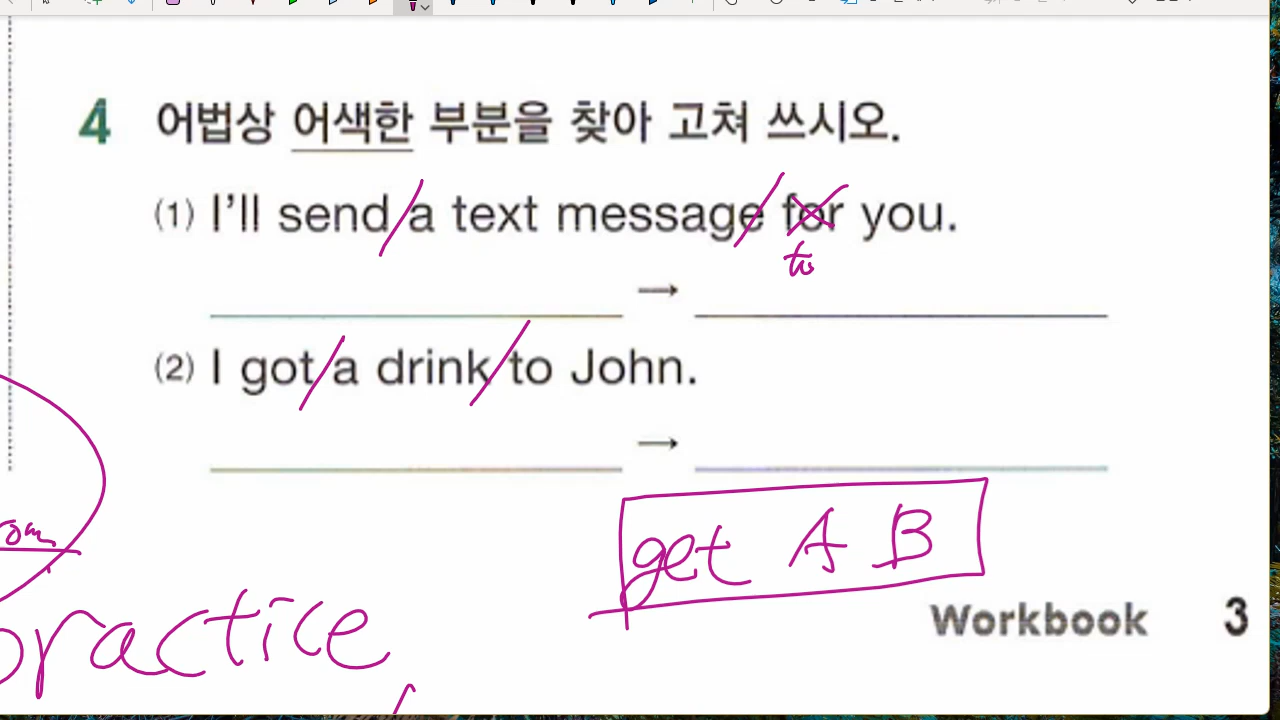 4 어법상 어색한 부분을 찾아 고쳐 쓰시오.
(1) I'll send a text message for you.
to
→
(2) I got a drink to John.
→
get A B
practice
Workbook 3